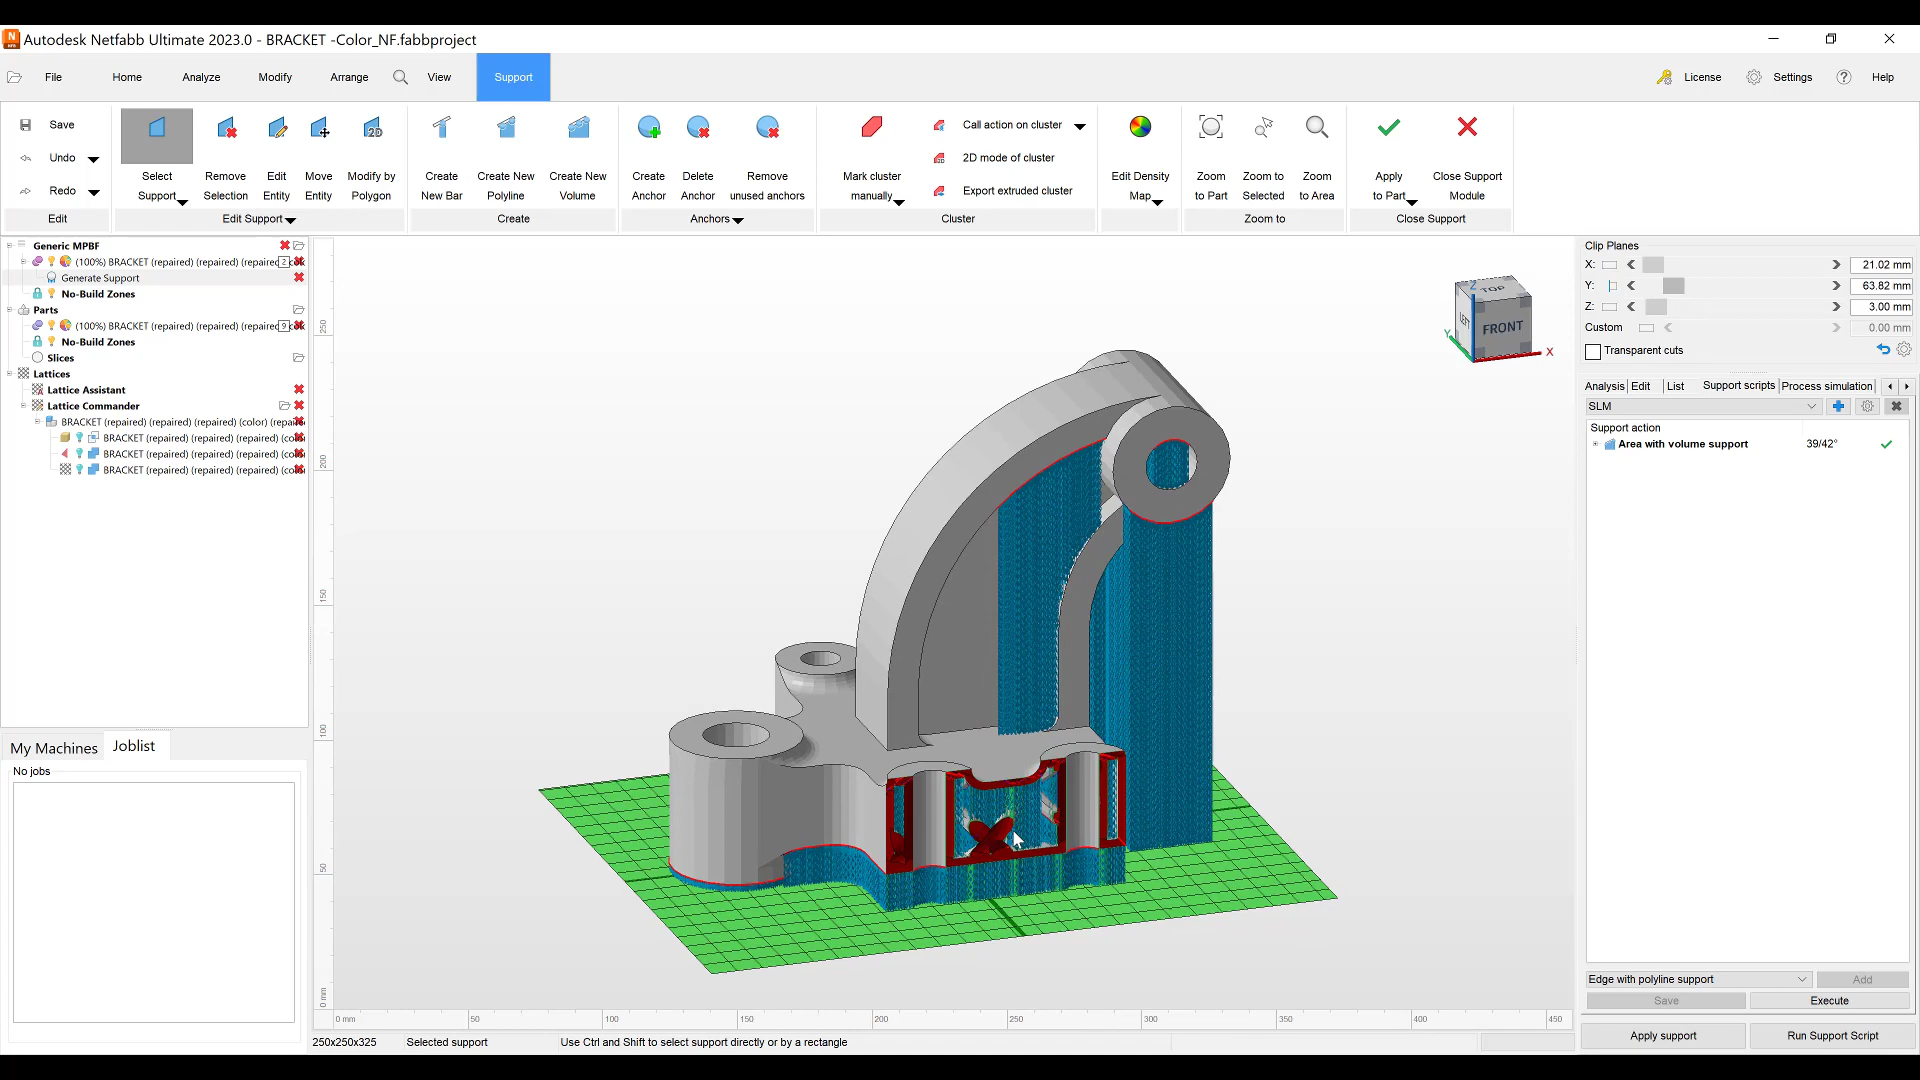 Autodesk Netfabb Ultimate 2023.0 - BRACKET -Color_NF.fabbproject
File Home Analyze Modify Arrange View Support License Settings Help
Save
Undo
Redo
Edit
Select Support
Remove Selection
Edit Entity
Move Entity
Modify by Polygon
Edit Support
Create New Bar
Create New Polyline
Create New Volume
Create
Create Anchor
Delete Anchor
Remove unused anchors
Anchors
Mark cluster manually
Call action on cluster
2D mode of cluster
Export extruded cluster
Cluster
Edit Density Map
Zoom to Part
Zoom to Selected
Zoom to Area
Zoom to
Apply to Part
Close Support Module
Close Support
Generic MPBF
(100%) BRACKET (repaired) (repaired) (repaired 2
Generate Support
No-Build Zones
Parts
(100%) BRACKET (repaired) (repaired) (repaired 9
No-Build Zones
Slices
Lattices
Lattice Assistant
Lattice Commander
BRACKET (repaired) (repaired) (repaired) (color) (repai
BRACKET (repaired) (repaired) (repaired) (co
BRACKET (repaired) (repaired) (repaired) (co
BRACKET (repaired) (repaired) (repaired) (co
My Machines Joblist
No jobs
250 200 150 100 50 0 mm
0 mm 50 100 150 200 250 300 350 400 450
TOP
LEFT
FRONT
Z
Y
X
250x250x325 Selected support Use Ctrl and Shift to select support directly or by a rectangle
Clip Planes
X: 21.02 mm
Y: 63.82 mm
Z: 3.00 mm
Custom 0.00 mm
Transparent cuts
Analysis Edit List Support scripts Process simulation
SLM
Support action
Area with volume support 39/42°
Edge with polyline support Add
Save Execute
Apply support Run Support Script